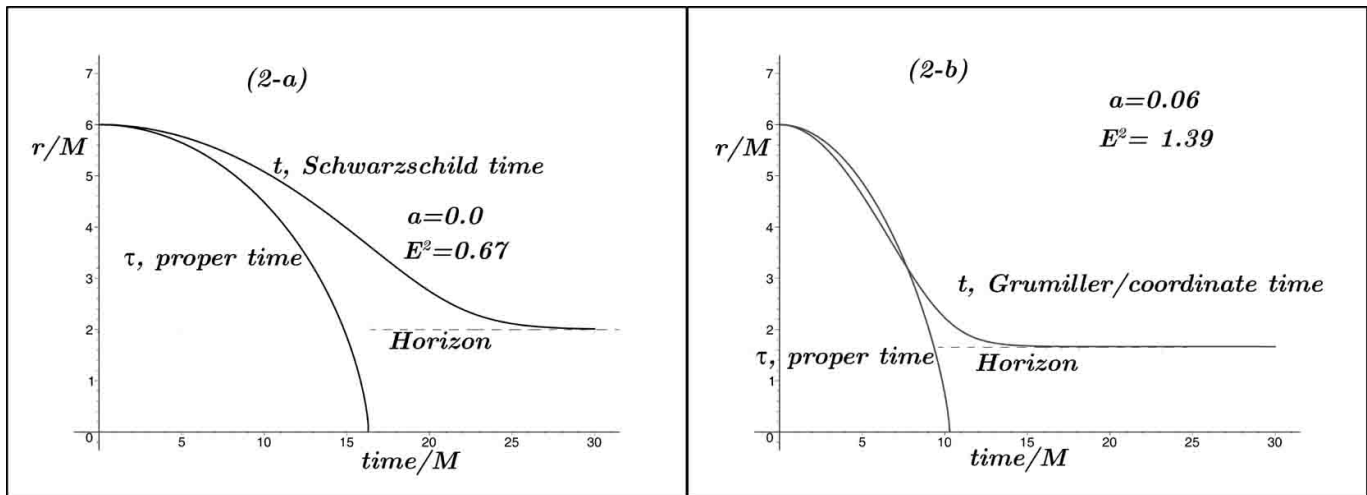 (2-a)
7
6
r/M
5
t, Schwarzschild time
a=0.0
4
E²=0.67
τ, proper time
3
2
Horizon
1
0
5
10
15
20
25
30
time/M
(2-b)
7
a=0.06
6
E²= 1.39
r/M
5
4
3
t, Grumiller/coordinate time
2
τ, proper time
Horizon
1
0
5
10
15
20
25
30
time/M